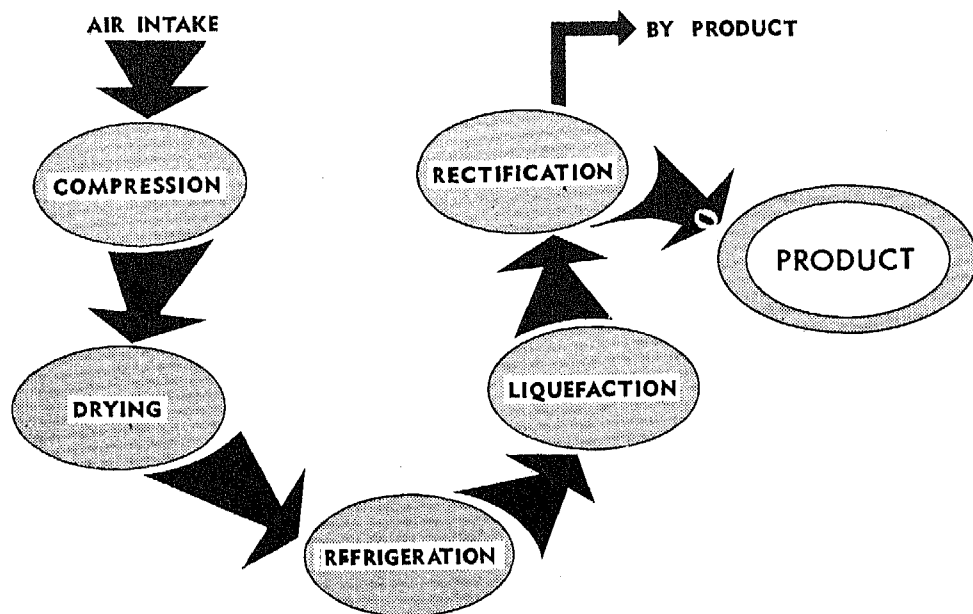 AIR INTAKE
BY PRODUCT
COMPRESSION
RECTIFICATION
PRODUCT
DRYING
LIQUEFACTION
REFRIGERATION